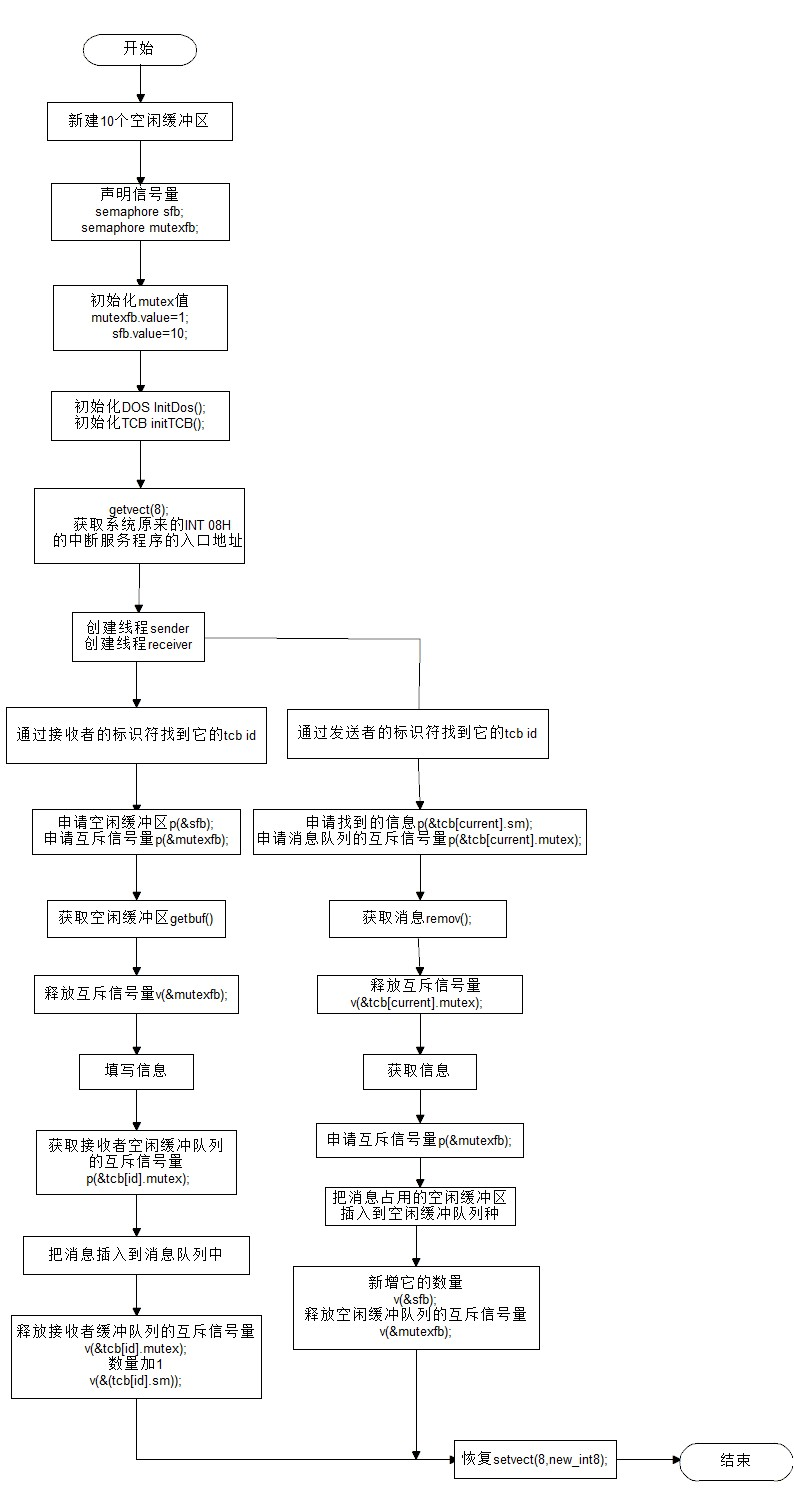 开始
新建10个空闲缓冲区
声明信号量
semaphore sfb;
semaphore mutexfb;
初始化mutex值
mutexfb.value=1;
sfb.value=10;
初始化DOS InitDos();
初始化TCB initTCB();
getvect(8);
获取系统原来的INT 08H
的中断服务程序的入口地址
创建线程sender
创建线程receiver
通过接收者的标识符找到它的tcb id
申请空闲缓冲区p(&sfb);
申请互斥信号量p(&mutexfb);
获取空闲缓冲区getbuf()
释放互斥信号量v(&mutexfb);
填写信息
获取接收者空闲缓冲队列
的互斥信号量
p(&tcb[id].mutex);
把消息插入到消息队列中
释放接收者缓冲队列的互斥信号量
v(&tcb[id].mutex);
数量加1
v(&(tcb[id].sm));
通过发送者的标识符找到它的tcb id
申请找到的信息p(&tcb[current].sm);
申请消息队列的互斥信号量p(&tcb[current].mutex);
获取消息remov();
释放互斥信号量
v(&tcb[current].mutex);
获取信息
申请互斥信号量p(&mutexfb);
把消息占用的空闲缓冲区
插入到空闲缓冲队列种
新增它的数量
v(&sfb);
释放空闲缓冲队列的互斥信号量
v(&mutexfb);
恢复setvect(8,new_int8);
结束